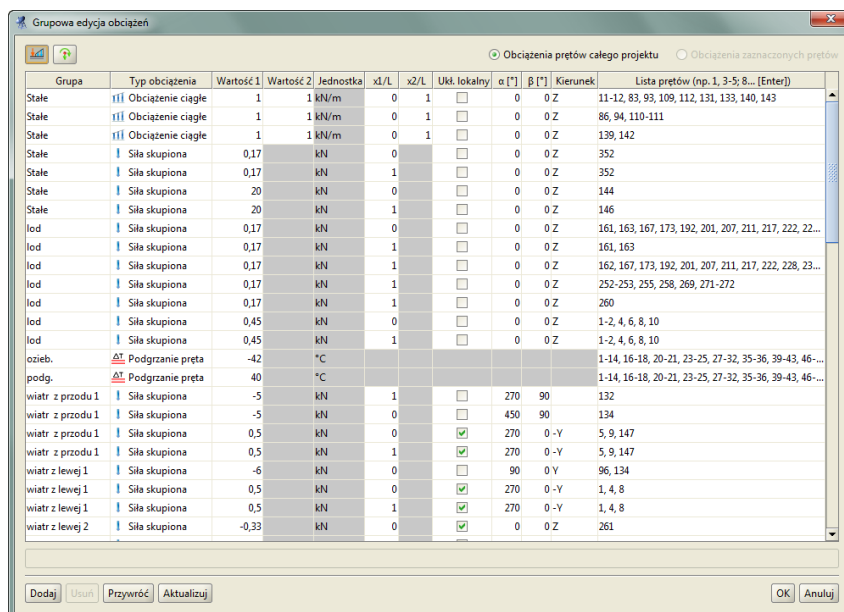 Grupowa edycja obciążeń
Obciążenia prętów całego projektu Obciążenia zaznaczonych prętów
Grupa Typ obciążenia Wartość 1 Wartość 2 Jednostka x1/L x2/L Ukł. lokalny α [°] β [°] Kierunek Lista prętów (np. 1, 3-5; 8... [Enter])
Stałe Obciążenie ciągłe 1 1 kN/m 0 1 0 0 Z 11-12, 83, 93, 109, 112, 131, 133, 140, 143
Stałe Obciążenie ciągłe 1 1 kN/m 0 1 0 0 Z 86, 94, 110-111
Stałe Obciążenie ciągłe 1 1 kN/m 0 1 0 0 Z 139, 142
Stałe Siła skupiona 0,17 kN 0 0 0 Z 352
Stałe Siła skupiona 0,17 kN 1 0 0 Z 352
Stałe Siła skupiona 20 kN 0 0 0 Z 144
Stałe Siła skupiona 20 kN 1 0 0 Z 146
lod Siła skupiona 0,17 kN 0 0 0 Z 161, 163, 167, 173, 192, 201, 207, 211, 217, 222, 22...
lod Siła skupiona 0,17 kN 1 0 0 Z 161, 163
lod Siła skupiona 0,17 kN 1 0 0 Z 162, 167, 173, 192, 201, 207, 211, 217, 222, 228, 23...
lod Siła skupiona 0,17 kN 1 0 0 Z 252-253, 255, 258, 269, 271-272
lod Siła skupiona 0,17 kN 1 0 0 Z 260
lod Siła skupiona 0,45 kN 0 0 0 Z 1-2, 4, 6, 8, 10
lod Siła skupiona 0,45 kN 1 0 0 Z 1-2, 4, 6, 8, 10
ozieb. ΔT Podgrzanie pręta -42 °C 1-14, 16-18, 20-21, 23-25, 27-32, 35-36, 39-43, 46-...
podg. ΔT Podgrzanie pręta 40 °C 1-14, 16-18, 20-21, 23-25, 27-32, 35-36, 39-43, 46-...
wiatr z przodu 1 Siła skupiona -5 kN 1 270 90 132
wiatr z przodu 1 Siła skupiona -5 kN 0 450 90 134
wiatr z przodu 1 Siła skupiona 0,5 kN 0 270 0 -Y 5, 9, 147
wiatr z przodu 1 Siła skupiona 0,5 kN 1 270 0 -Y 5, 9, 147
wiatr z lewej 1 Siła skupiona -6 kN 0 90 0 Y 96, 134
wiatr z lewej 1 Siła skupiona 0,5 kN 0 270 0 -Y 1, 4, 8
wiatr z lewej 1 Siła skupiona 0,5 kN 1 270 0 -Y 1, 4, 8
wiatr z lewej 2 Siła skupiona -0,33 kN 0 0 0 Z 261
Dodaj Usuń Przywróć Aktualizuj OK Anuluj